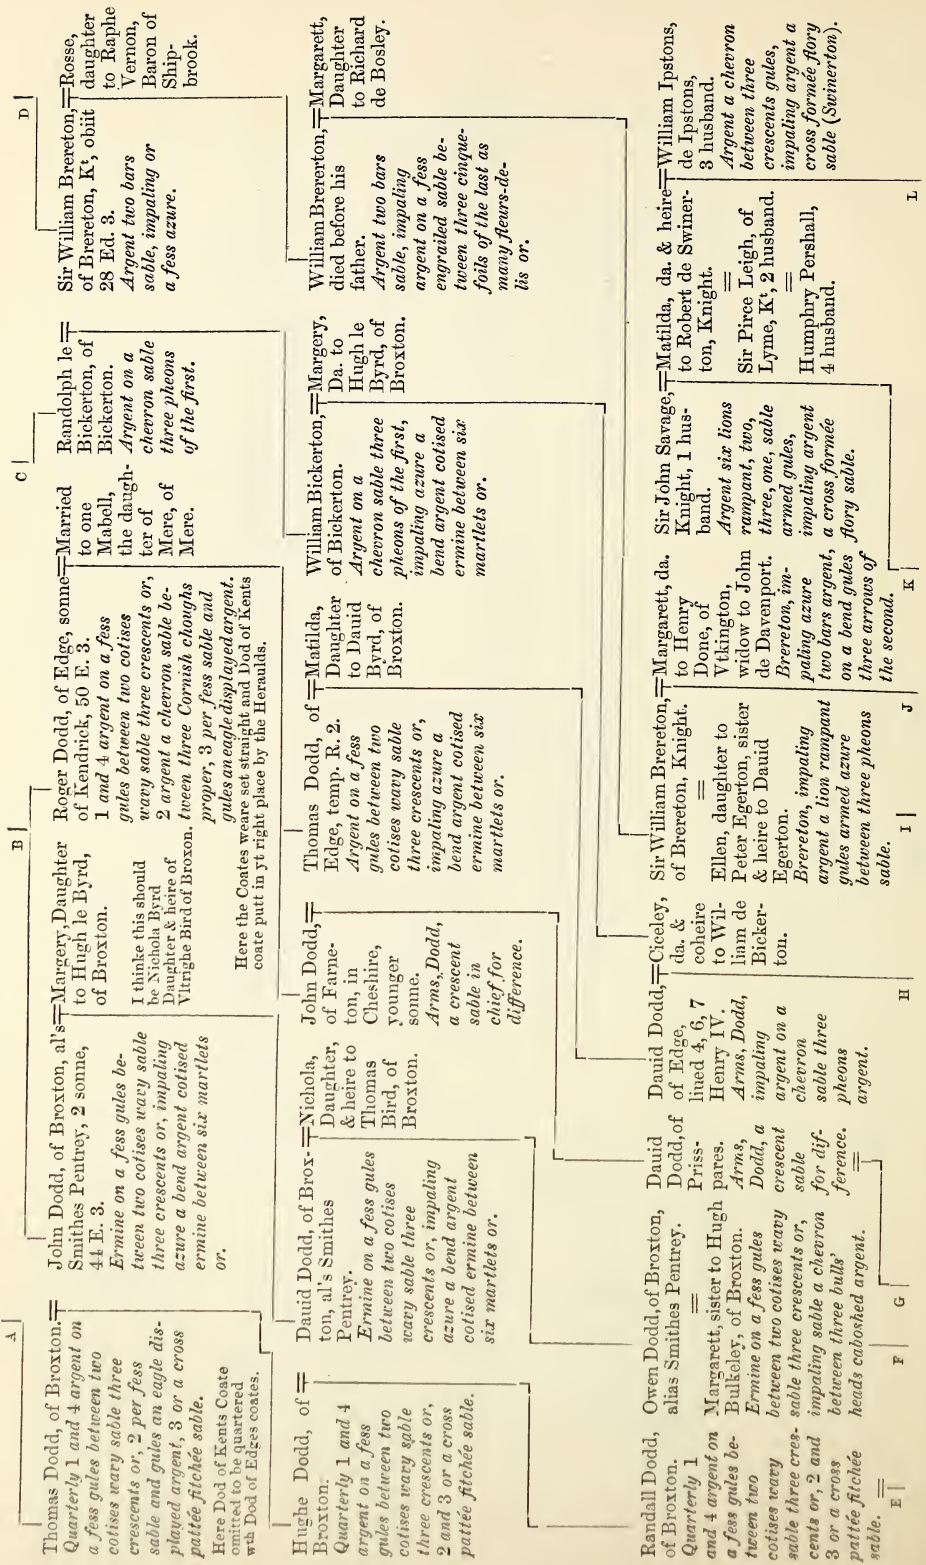 A
B
C
D
Thomas Dodd, of Broxton.=
Quarterly 1 and 4 argent on
a fess gules between two
cotises wavy sable three
crescents or, 2 per fess
sable and gules an eagle dis-
played argent, 3 or a cross
pattée fitchée sable.
Here Dod of Kents Coate
omitted to be quartered
wth Dod of Edges coates.
John Dodd, of Broxton, al's=Margery, Daughter
Smithes Pentrey, 2 sonne,
44 E. 3.
Ermine on a fess gules be-
tween two cotises wavy sable
three crescents or, impaling
azure a bend argent cotised
ermine between six martlets
or.
to Hugh le Byrd,
of Broxton.
I thinke this should
be Nichola Byrd
Daughter & heire of
Vltrighe Bird of Broxon.
Roger Dodd, of Edge, sonne=Married
of Kendrick, 50 E. 3.
1 and 4 argent on a fess
gules between two cotises
wavy sable three crescents or,
2 argent a chevron sable be-
tween three Cornish choughs
proper, 3 per fess sable and
gules an eagle displayed argent.
Here the Coates weare set straight and Dod of Kents
coate putt in yt right place by the Heraulds.
to one
Mabell,
the daugh-
ter of
Mere, of
Mere.
Randolph le=
Bickerton, of
Bickerton.
Argent on a
chevron sable
three pheons
of the first.
Sir William Brereton,=Rosse,
of Brereton, Kt, obiit
28 Ed. 3.
Argent two bars
sable, impaling or
a fess azure.
daughter
to Raphe
Vernon,
Baron of
Ship-
brook.
Hughe Dodd, of=
Broxton.
Quarterly 1 and 4
argent on a fess
gules between two
cotises wavy sable
three crescents or,
2 and 3 or a cross
pattée fitchée sable.
Dauid Dodd, of Brox-=Nichola,
ton, al's Smithes
Pentrey.
Ermine on a fess gules
between two cotises
wavy sable three
crescents or, impaling
azure a bend argent
cotised ermine between
six martlets or.
Daughter,
& heire to
Thomas
Bird, of
Broxton.
John Dodd,=
of Farne-
ton, in
Cheshire,
younger
sonne.
Arms, Dodd,
a crescent
sable in
chief for
difference.
Thomas Dodd, of=Matilda,
Edge, temp. R. 2.
Argent on a fess
gules between two
cotises wavy sable
three crescents or,
impaling azure a
bend argent cotised
ermine between six
martlets or.
Daughter
to Dauid
Byrd, of
Broxton.
William Bickerton,=Margery,
of Bickerton.
Argent on a
chevron sable three
pheons of the first,
impaling azure a
bend argent cotised
ermine between six
martlets or.
Da. to
Hugh le
Byrd, of
Broxton.
William Brererton,=Margarett,
died before his
father.
Argent two bars
sable, impaling
argent on a fess
engrailed sable be-
tween three cinque-
foils of the last as
many fleurs-de-
lis or.
Daughter
to Richard
de Bosley.
Randall Dodd,
of Broxton.
Quarterly 1
and 4 argent on
a fess gules be-
tween two
cotises wavy
sable three cres-
cents or, 2 and
3 or a cross
pattée fitchée
sable. =
Owen Dodd, of Broxton,
alias Smithes Pentrey.
=
Margarett, sister to Hugh
Bulkeley, of Broxton.
Ermine on a fess gules
between two cotises wavy
sable three crescents or,
impaling sable a chevron
between three bulls'
heads caboshed argent.
Dauid
Dodd, of
Priss-
pares.
Arms,
Dodd, a
crescent
sable
for dif-
ference.
=
Dauid Dodd,=Ciceley,
of Edge,
liued 4, 6, 7
Henry IV.
Arms, Dodd,
impaling
argent on a
chevron
sable three
pheons
argent.
da. &
coheire
to Wil-
liam de
Bicker-
ton.
Sir William Brereton,=Margarett, da.
of Brereton, Knight.
=
Ellen, daughter to
Peter Egerton, sister
& heire to Dauid
Egerton.
Brereton, impaling
argent a lion rampant
gules armed azure
between three pheons
sable.
to Henry
Done, of
Vtkington,
widow to John
de Davenport.
Brereton, im-
paling azure
two bars argent,
on a bend gules
three arrows of
the second.
Sir John Savage,=Matilda, da. & heire=William Ipstons,
Knight, 1 hus-
band.
Argent six lions
rampant, two,
three, one, sable
armed gules,
impaling argent
a cross formée
flory sable.
to Robert de Swiner-
ton, Knight.
=
Sir Pirce Leigh, of
Lyme, Kt, 2 husband.
=
Humphry Pershall,
4 husband.
de Ipstons,
3 husband.
Argent a chevron
between three
crescents gules,
impaling argent a
cross formée flory
sable (Swinerton).
E
F
G
H
I
J
K
L